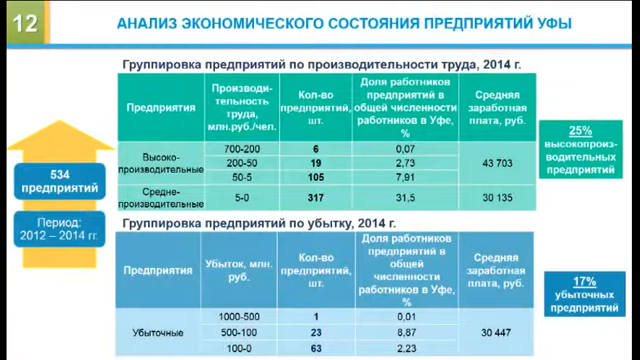 12
АНАЛИЗ ЭКОНОМИЧЕСКОГО СОСТОЯНИЯ ПРЕДПРИЯТИЙ УФЫ
534
предприятий
Период:
2012 – 2014 гг.
Группировка предприятий по производительности труда, 2014 г.
Предприятия
Производи-
тельность
труда,
млн.руб./чел.
Кол-во
предприятий,
шт.
Доля работников
предприятий в
общей численности
работников в Уфе,
%
Средняя
заработная
плата, руб.
Высоко-
производительные
700-200 6 0,07
200-50 19 2,73
50-5 105 7,91
43 703
Средне-
производительные
5-0 317 31,5 30 135
25%
высокопроиз-
водительных
предприятий
Группировка предприятий по убытку, 2014 г.
Предприятия
Убыток, млн.
руб.
Кол-во
предприятий,
шт.
Доля работников
предприятий в
общей
численности
работников в Уфе,
%
Средняя
заработная
плата, руб.
Убыточные
1000-500 1 0,01
500-100 23 8,87
100-0 63 2,23
30 447
17%
убыточных
предприятий